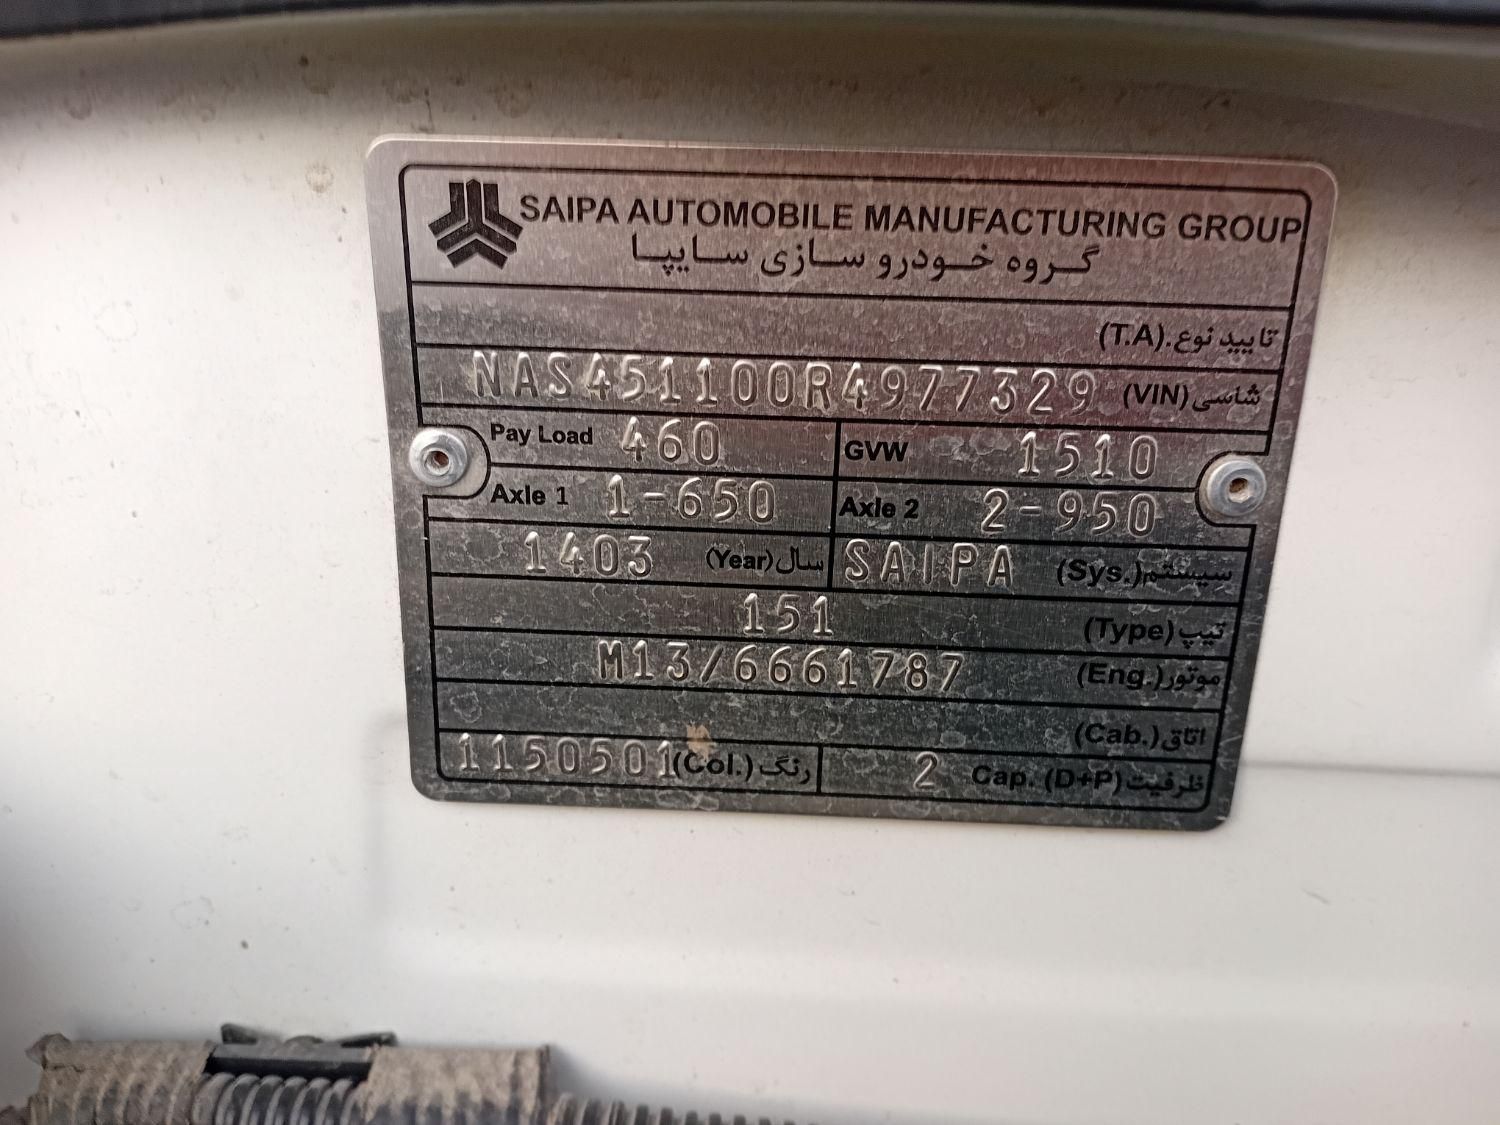 SAIPA AUTOMOBILE MANUFACTURING GROUP
گروه خودرو سازی سایپا
تایید نوع.(T.A)
NAS451100R4977329 شاسی(VIN)
Pay Load 460 GVW 1510
Axle 1 1-650 Axle 2 2-950
1403 سال(Year) SAIPA سیستم(Sys.)
151 تیپ(Type)
M13/6661787 موتور(Eng.)
اتاق(Cab.)
1150501 رنگ(Col.) 2 Cap. (D+P)ظرفیت